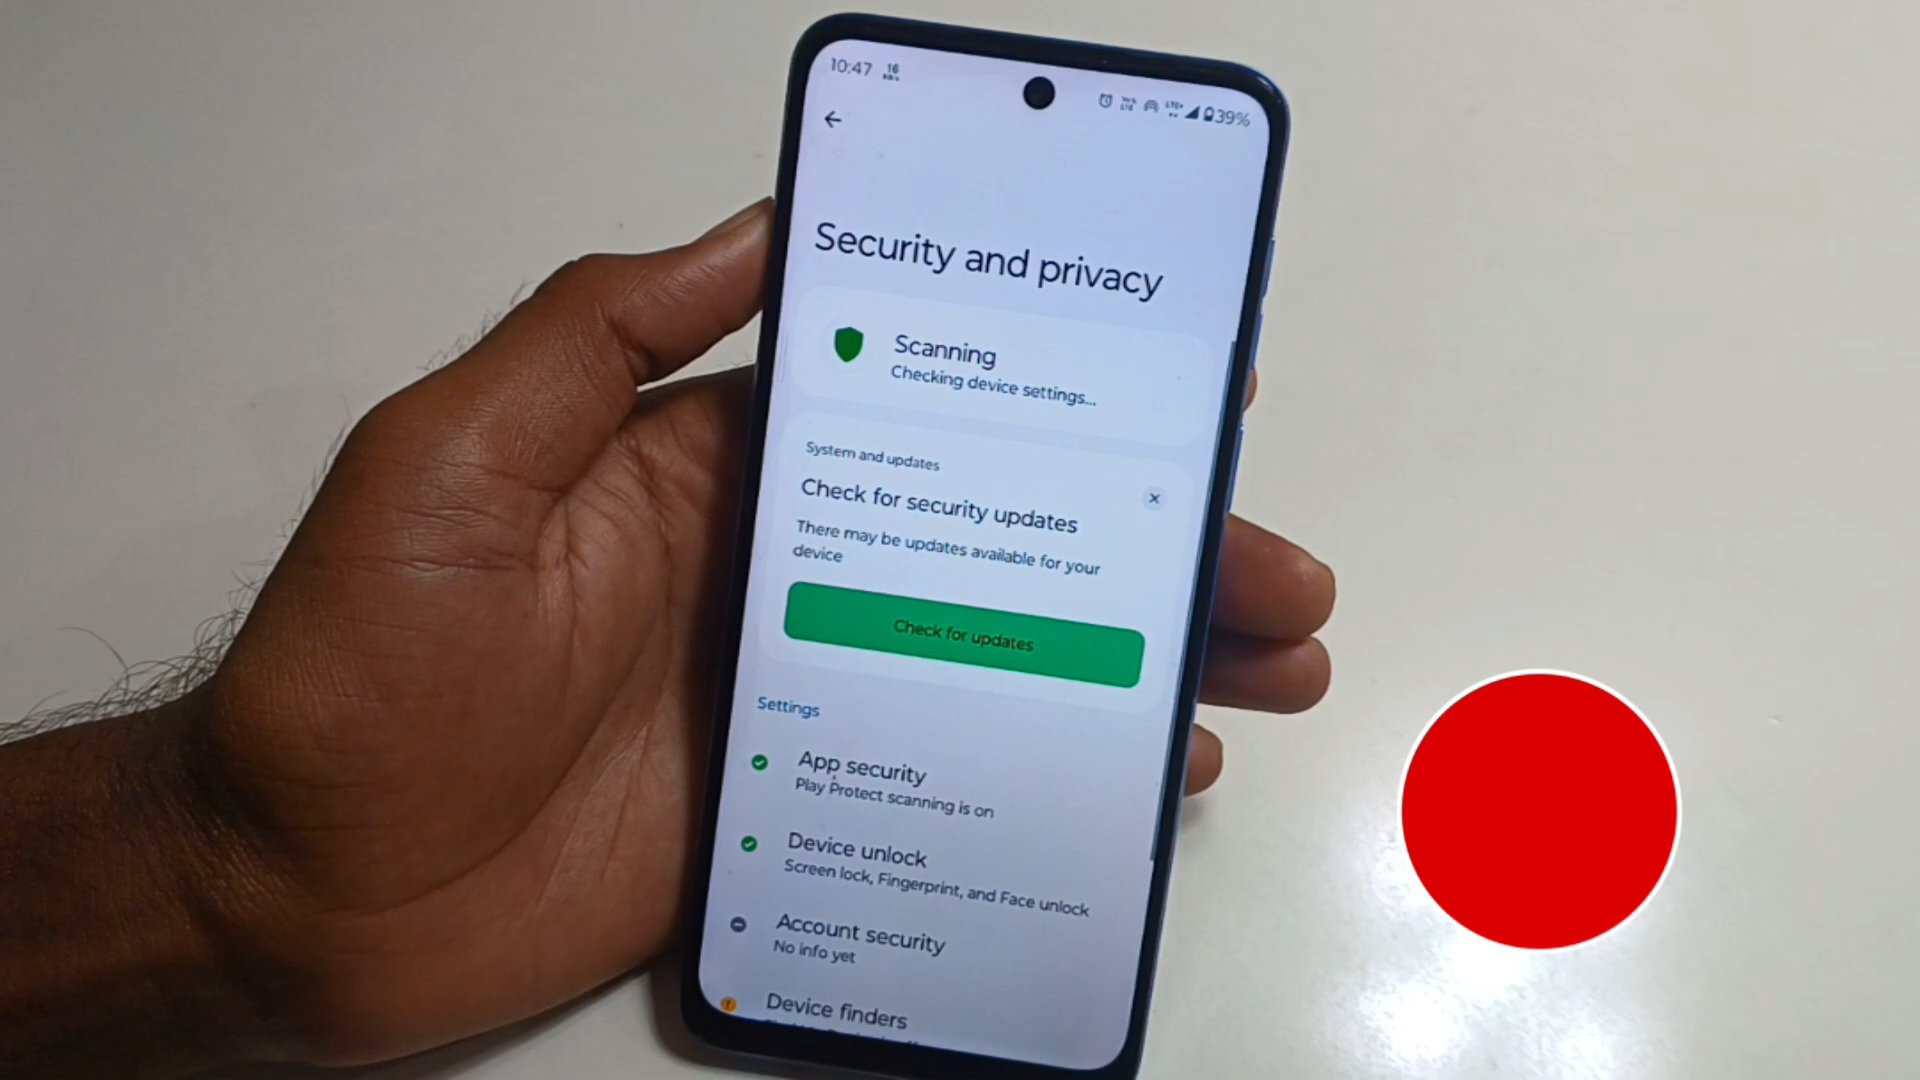 10:47
16
39%
Security and privacy
Scanning
Checking device settings...
System and updates
Check for security updates
There may be updates available for your
device
Check for updates
Settings
App security
Play Protect scanning is on
Device unlock
Screen lock, Fingerprint, and Face unlock
Account security
No info yet
Device finders